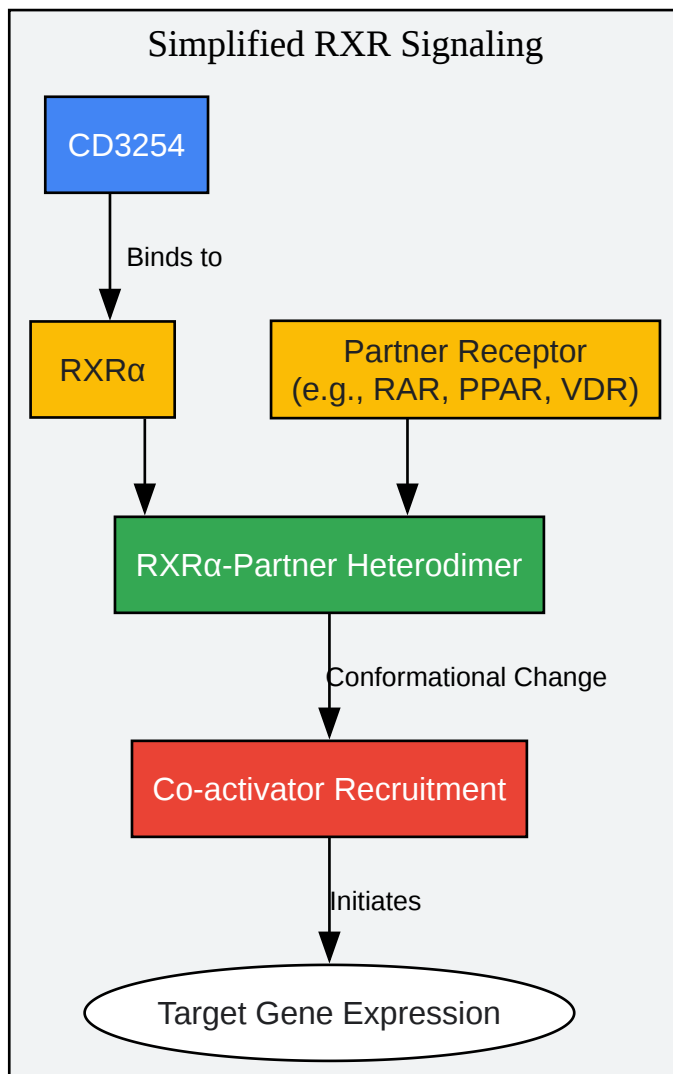 Simplified RXR Signaling
CD3254
Binds to
RXRα
Partner Receptor
(e.g., RAR, PPAR, VDR)
RXRα-Partner Heterodimer
Conformational Change
Co-activator Recruitment
Initiates
Target Gene Expression